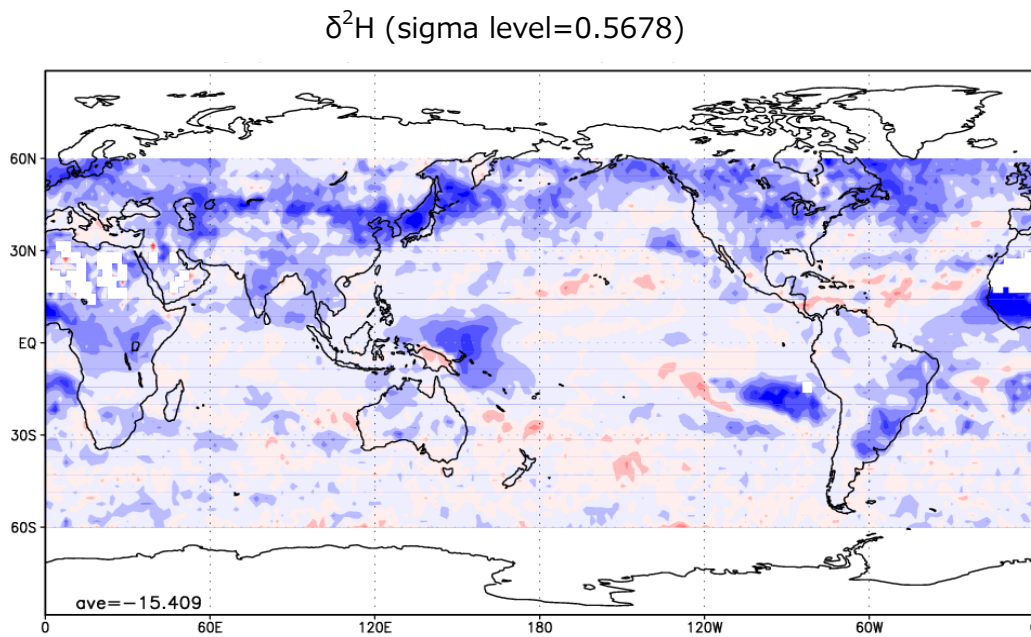 δ²H (sigma level=0.5678)
60N
30N
EQ
30S
60S
ave=−15.409
0 60E 120E 180 120W 60W